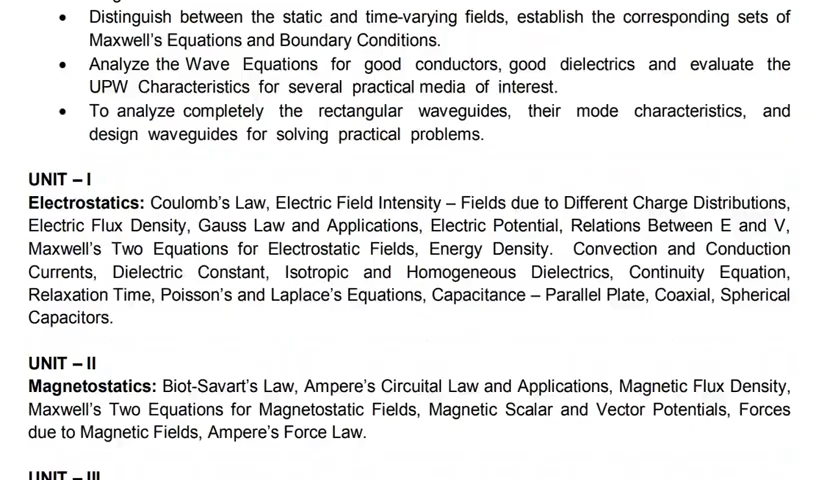 • Distinguish between the static and time-varying fields, establish the corresponding sets of
Maxwell's Equations and Boundary Conditions.
• Analyze the Wave Equations for good conductors, good dielectrics and evaluate the
UPW Characteristics for several practical media of interest.
• To analyze completely the rectangular waveguides, their mode characteristics, and
design waveguides for solving practical problems.
UNIT – I
Electrostatics: Coulomb's Law, Electric Field Intensity – Fields due to Different Charge Distributions,
Electric Flux Density, Gauss Law and Applications, Electric Potential, Relations Between E and V,
Maxwell's Two Equations for Electrostatic Fields, Energy Density. Convection and Conduction
Currents, Dielectric Constant, Isotropic and Homogeneous Dielectrics, Continuity Equation,
Relaxation Time, Poisson's and Laplace's Equations, Capacitance – Parallel Plate, Coaxial, Spherical
Capacitors.
UNIT – II
Magnetostatics: Biot-Savart's Law, Ampere's Circuital Law and Applications, Magnetic Flux Density,
Maxwell's Two Equations for Magnetostatic Fields, Magnetic Scalar and Vector Potentials, Forces
due to Magnetic Fields, Ampere's Force Law.
UNIT – III